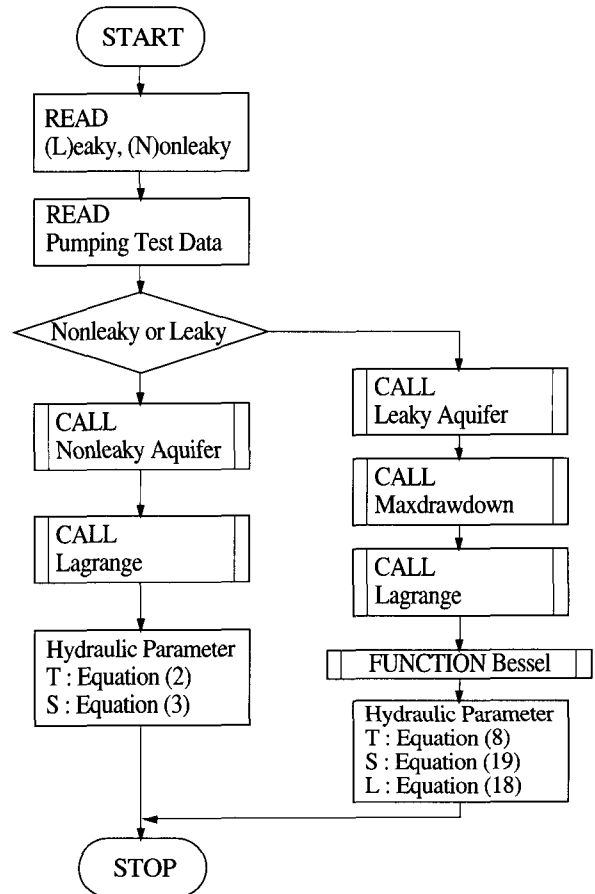 START
READ
(L)eaky, (N)onleaky
READ
Pumping Test Data
Nonleaky or Leaky
CALL
Nonleaky Aquifer
CALL
Lagrange
Hydraulic Parameter
T : Equation (2)
S : Equation (3)
CALL
Leaky Aquifer
CALL
Maxdrawdown
CALL
Lagrange
FUNCTION Bessel
Hydraulic Parameter
T : Equation (8)
S : Equation (19)
L : Equation (18)
STOP